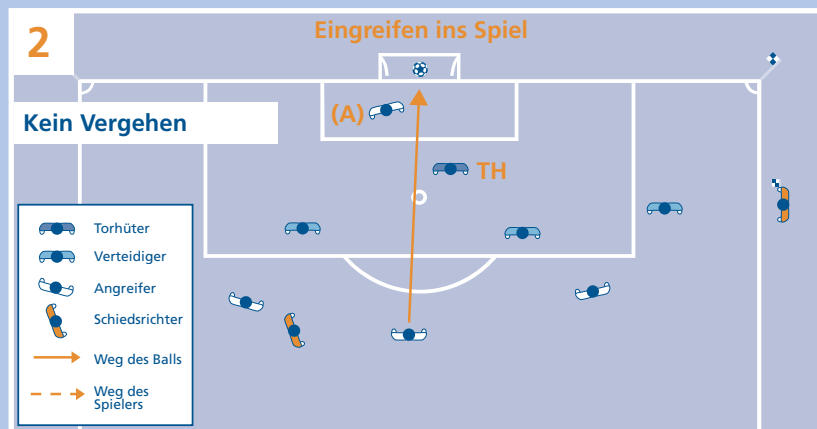 2
Eingreifen ins Spiel
Kein Vergehen
(A)
TH
Torhüter
Verteidiger
Angreifer
Schiedsrichter
Weg des Balls
Weg des
Spielers